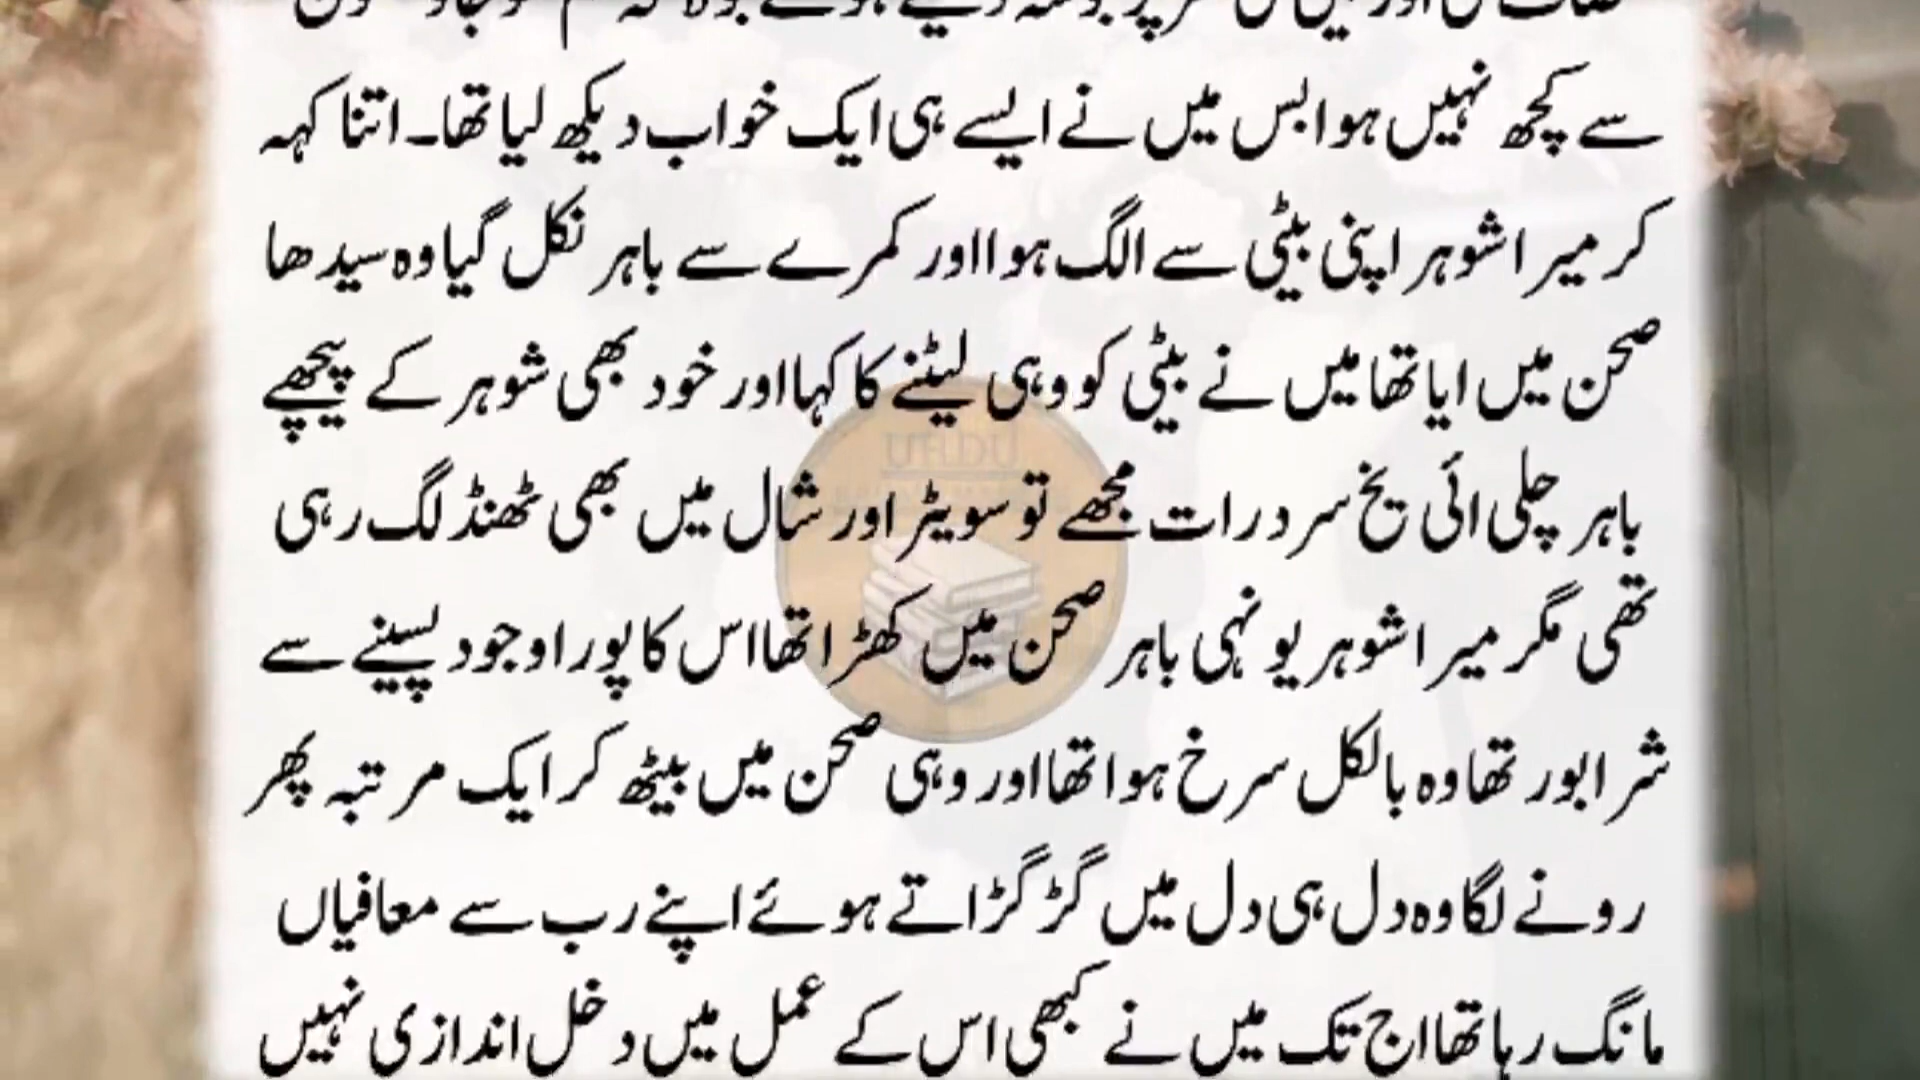 سے کچھ نہیں ہوا بس میں نے ایسے ہی ایک خواب دیکھ لیا تھا۔ اتنا کہہ
کر میرا شوہر اپنی بیٹی سے الگ ہوا اور کمرے سے باہر نکل گیا وہ سیدھا
صحن میں ایا تھا میں نے بیٹی کو وہی لیٹنے کا کہا اور خود بھی شوہر کے پیچھے
باہر چلی ائی یخ سرد رات مجھے تو سویٹر اور شال میں بھی ٹھنڈ لگ رہی
تھی مگر میرا شوہر یونہی باہر صحن میں کھڑا تھا اس کا پورا وجود پسینے سے
شرابور تھا وہ بالکل سرخ ہوا تھا اور وہی صحن میں بیٹھ کر ایک مرتبہ پھر
رونے لگا وہ دل ہی دل میں گڑگڑاتے ہوئے اپنے رب سے معافیاں
مانگ رہا تھا اج تک میں نے کبھی اس کے عمل میں دخل اندازی نہیں
URDU